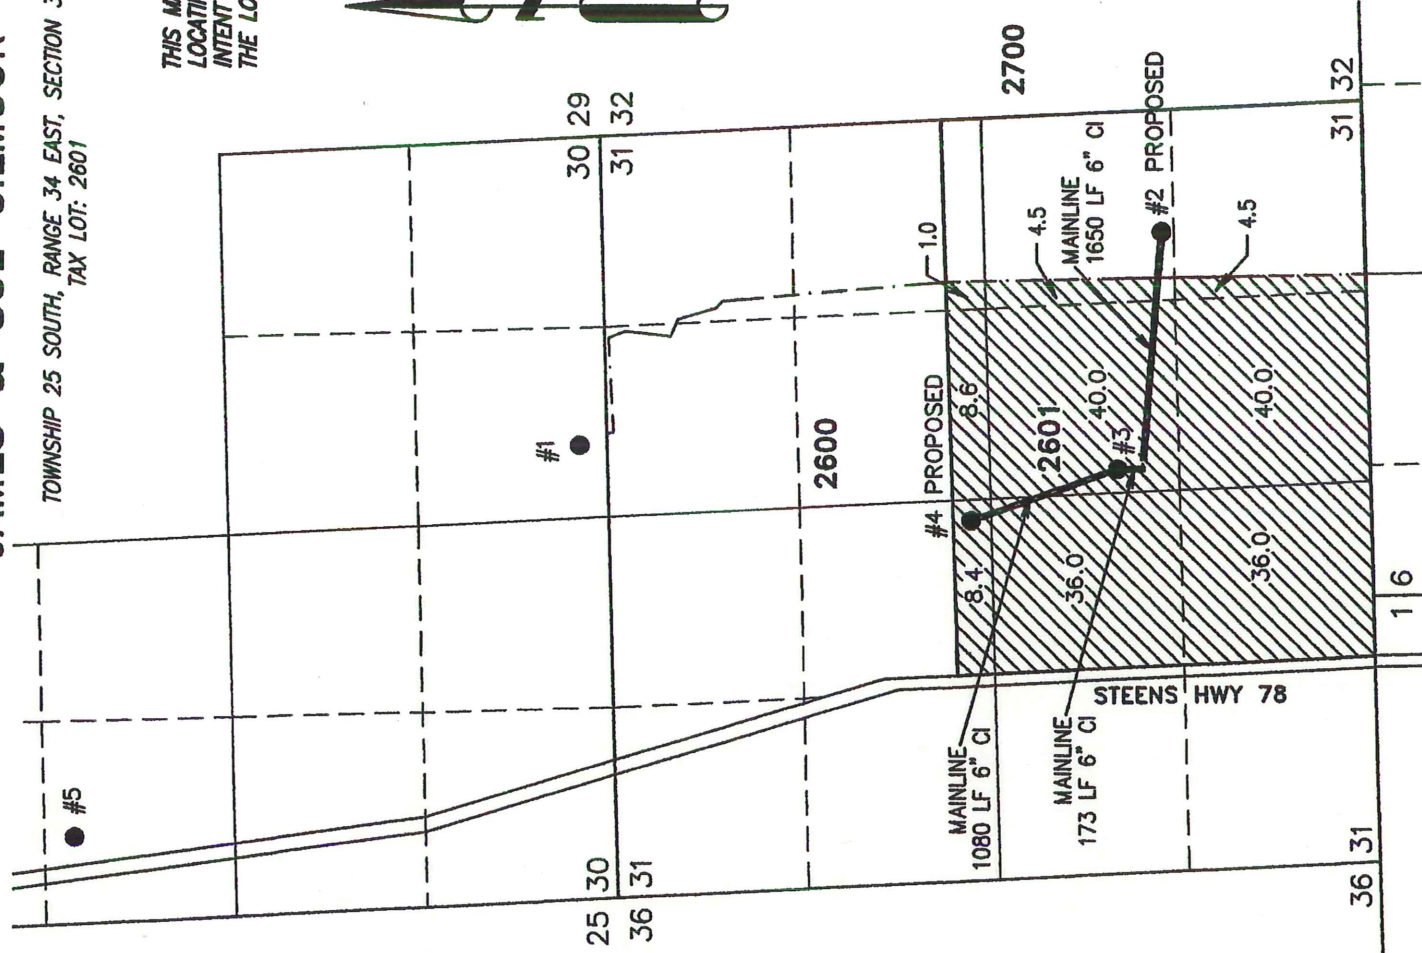 TOWNSHIP 25 SOUTH, RANGE 34 EAST, SECTION
TAX LOT: 2601
THIS
LOCATIN
INTENT
THE LO
29
32
30
31
#1
2600
2700
32
31
1.0
4.5
MAINLINE
1650 LF 6" CI
#2 PROPOSED
4.5
#4 PROPOSED
8.6
40.0
2601
#3
40.0
8.4
36.0
36.0
1 6
STEENS HWY 78
MAINLINE
1080 LF 6" CI
MAINLINE
173 LF 6" CI
#5
30
31
25
36
31
36